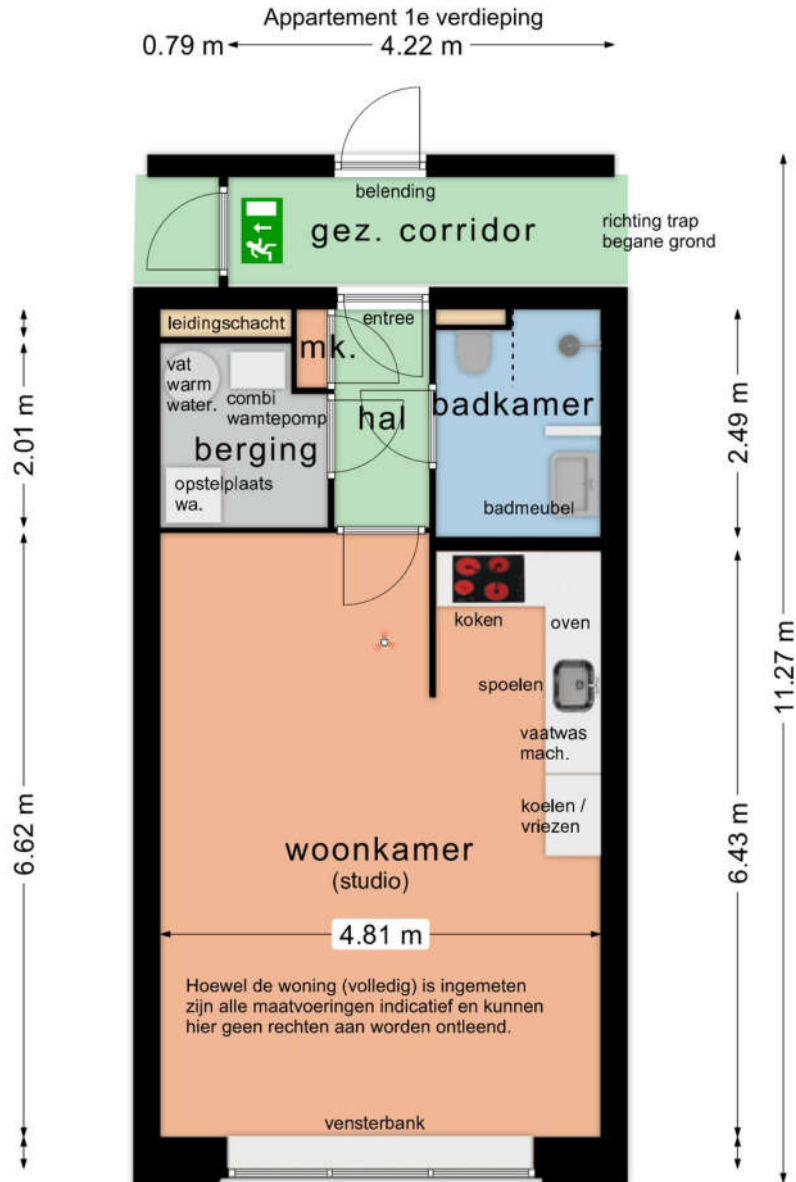 Appartement 1e verdieping
0.79 m
4.22 m
belending
gez. corridor
richting trap
begane grond
leidingschacht
mk.
entree
vat
warm
water.
combi
wamtepomp
hal
badkamer
berging
opstelplaats
wa.
badmeubel
2.01 m
2.49 m
koken
oven
spoelen
vaatwas
mach.
koelen /
vriezen
11.27 m
6.62 m
6.43 m
woonkamer
(studio)
4.81 m
Hoewel de woning (volledig) is ingemeten
zijn alle maatvoeringen indicatief en kunnen
hier geen rechten aan worden ontleend.
vensterbank